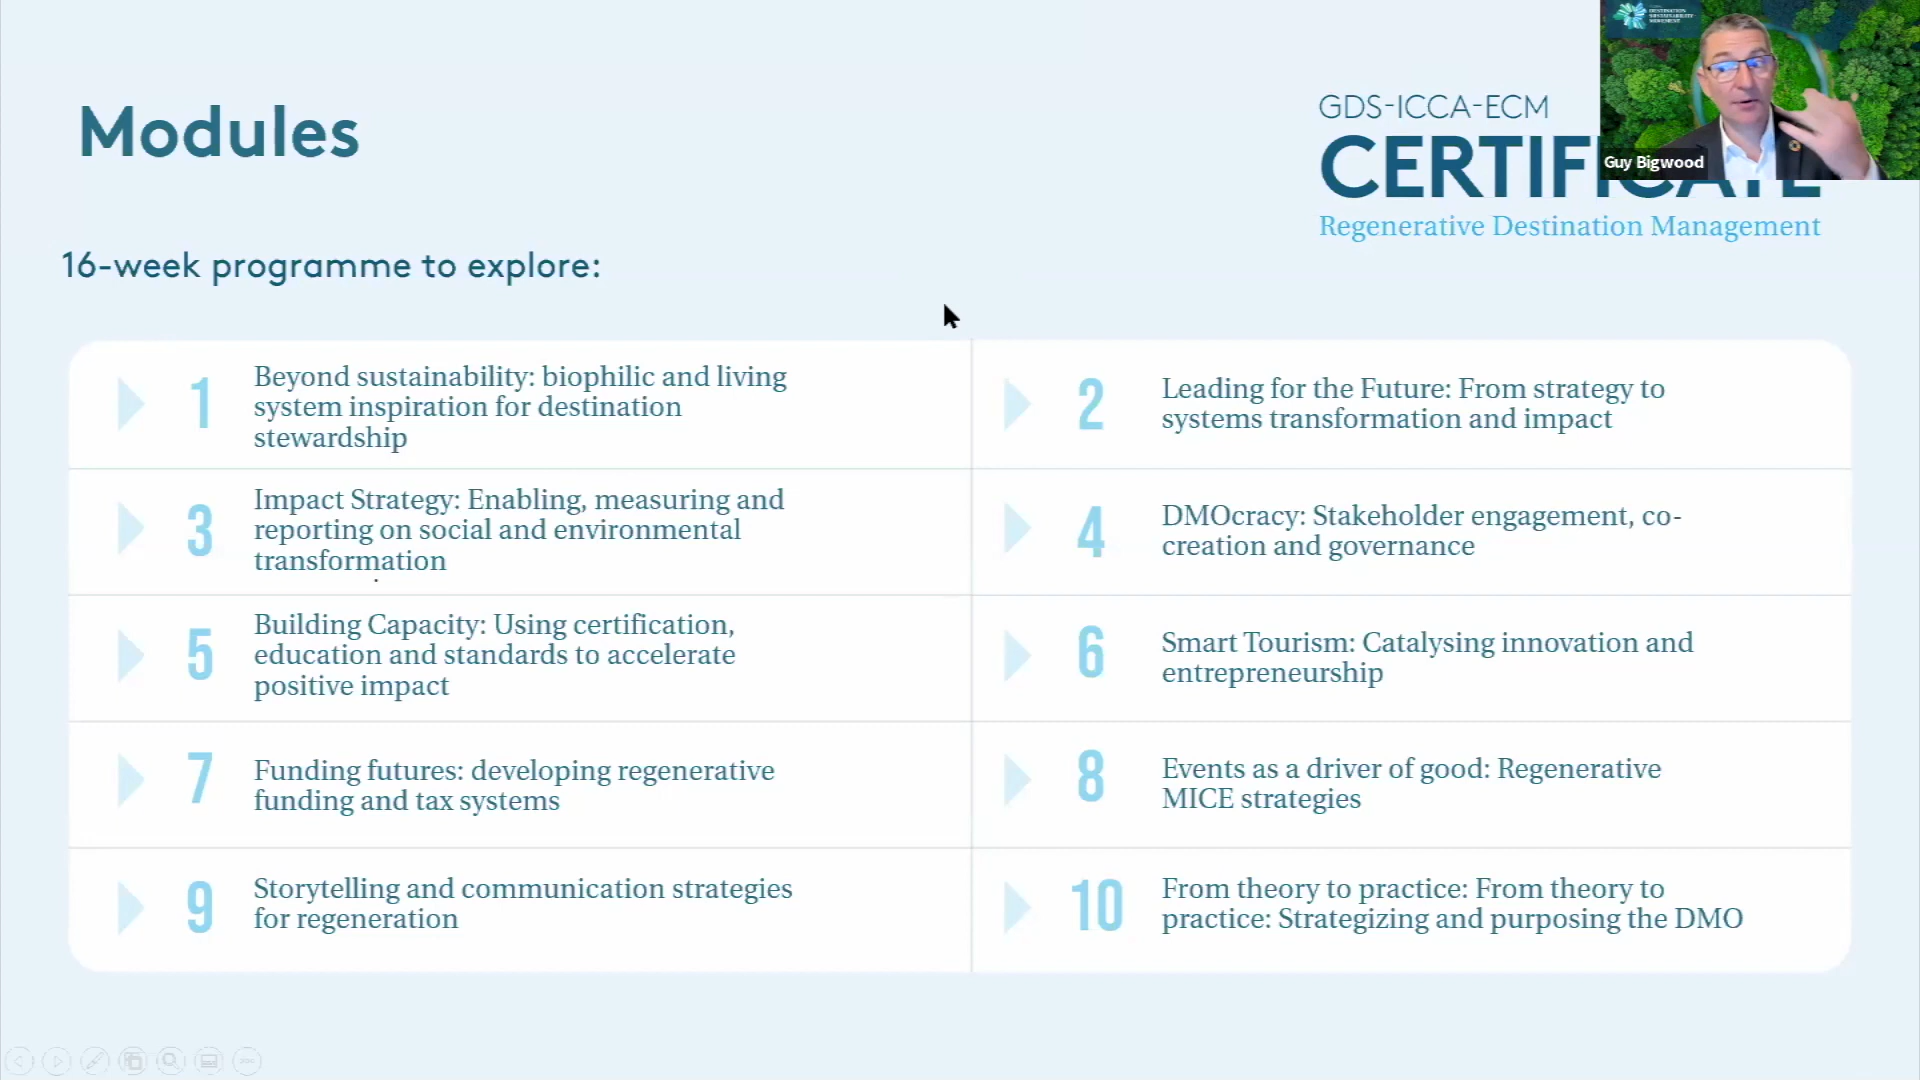 Modules
GDS-ICCA-ECM
CERTIFICATE
Regenerative Destination Management
DESTINATION
SUSTAINABILITY
MOVEMENT
Guy Bigwood
16-week programme to explore:
1
Beyond sustainability: biophilic and living
system inspiration for destination
stewardship
2
Leading for the Future: From strategy to
systems transformation and impact
3
Impact Strategy: Enabling, measuring and
reporting on social and environmental
transformation
.
4
DMOcracy: Stakeholder engagement, co-
creation and governance
5
Building Capacity: Using certification,
education and standards to accelerate
positive impact
6
Smart Tourism: Catalysing innovation and
entrepreneurship
7
Funding futures: developing regenerative
funding and tax systems
8
Events as a driver of good: Regenerative
MICE strategies
9
Storytelling and communication strategies
for regeneration
10
From theory to practice: From theory to
practice: Strategizing and purposing the DMO